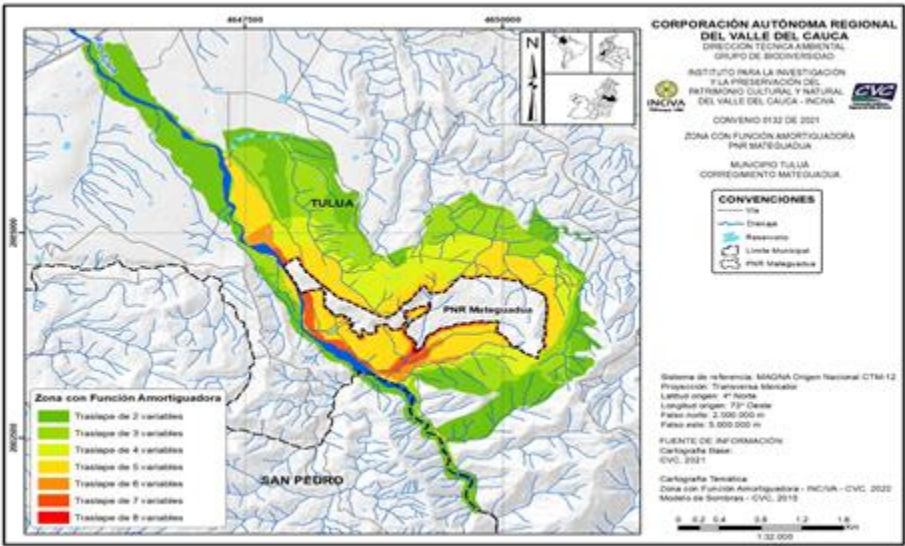 4647500
4650000
N
TULUA
PNR Mateguadua
SAN PEDRO
Zona con Función Amortiguadora
Traslape de 2 variables
Traslape de 3 variables
Traslape de 4 variables
Traslape de 5 variables
Traslape de 6 variables
Traslape de 7 variables
Traslape de 8 variables
CORPORACIÓN AUTÓNOMA REGIONAL
DEL VALLE DEL CAUCA
DIRECCIÓN TÉCNICA AMBIENTAL
GRUPO DE BIODIVERSIDAD
INSTITUTO PARA LA INVESTIGACIÓN
Y LA PRESERVACIÓN DEL
PATRIMONIO CULTURAL Y NATURAL
DEL VALLE DEL CAUCA - INCIVA
INCIVA
CVC
CONVENIO 0132 DE 2021
ZONA CON FUNCIÓN AMORTIGUADORA
PNR MATEGUADUA
MUNICIPIO TULUÁ
CORREGIMIENTO MATEGUADUA
CONVENCIONES
Vía
Drenaje
Reservorio
Límite Municipal
PNR Mateguadua
Sistema de referencia: MAGNA Origen Nacional CTM-12
Proyección: Transversa Mercator
Latitud origen: 4° Norte
Longitud origen: 73° Oeste
Falso norte: 2.000.000 m
Falso este: 5.000.000 m
FUENTE DE INFORMACIÓN
Cartografía Base:
CVC, 2021
Cartografía Temática:
Zona con Función Amortiguadora - INCIVA - CVC, 2022
Modelo de Sombras - CVC, 2015
0 0.2 0.4 0.8 1.2 1.6
Km
1:32.000